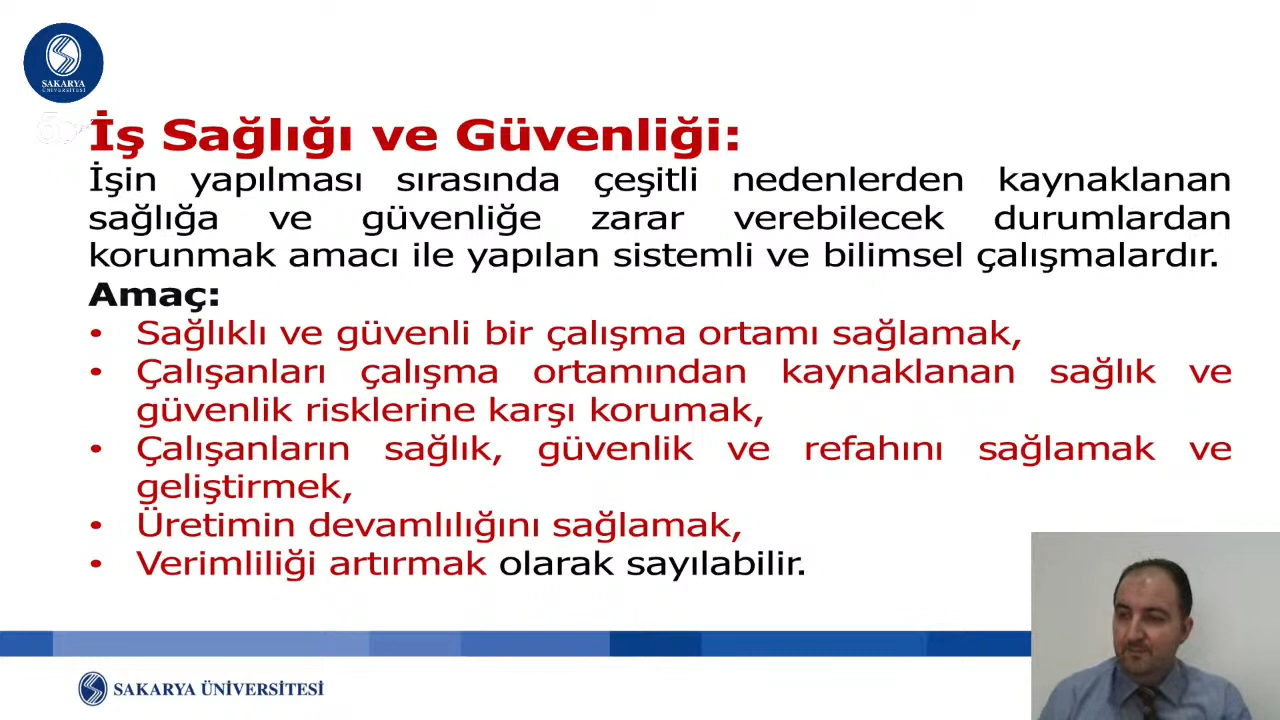 SAKARYA
ÜNİVERSİTESİ
İş Sağlığı ve Güvenliği:
İşin yapılması sırasında çeşitli nedenlerden kaynaklanan
sağlığa ve güvenliğe zarar verebilecek durumlardan
korunmak amacı ile yapılan sistemli ve bilimsel çalışmalardır.
Amaç:
• Sağlıklı ve güvenli bir çalışma ortamı sağlamak,
• Çalışanları çalışma ortamından kaynaklanan sağlık ve
güvenlik risklerine karşı korumak,
• Çalışanların sağlık, güvenlik ve refahını sağlamak ve
geliştirmek,
• Üretimin devamlılığını sağlamak,
• Verimliliği artırmak olarak sayılabilir.
SAKARYA ÜNİVERSİTESİ